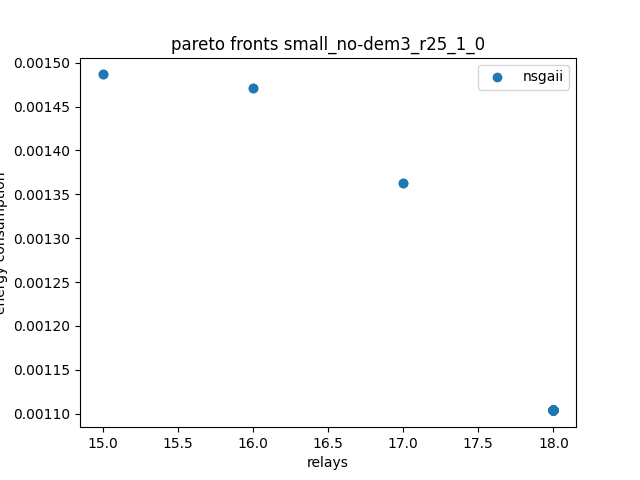 pareto fronts small_no-dem3_r25_1_0
nsgaii
0.00150
0.00145
0.00140
0.00135
0.00130
0.00125
0.00120
0.00115
0.00110
energy consumption
15.0 15.5 16.0 16.5 17.0 17.5 18.0
relays